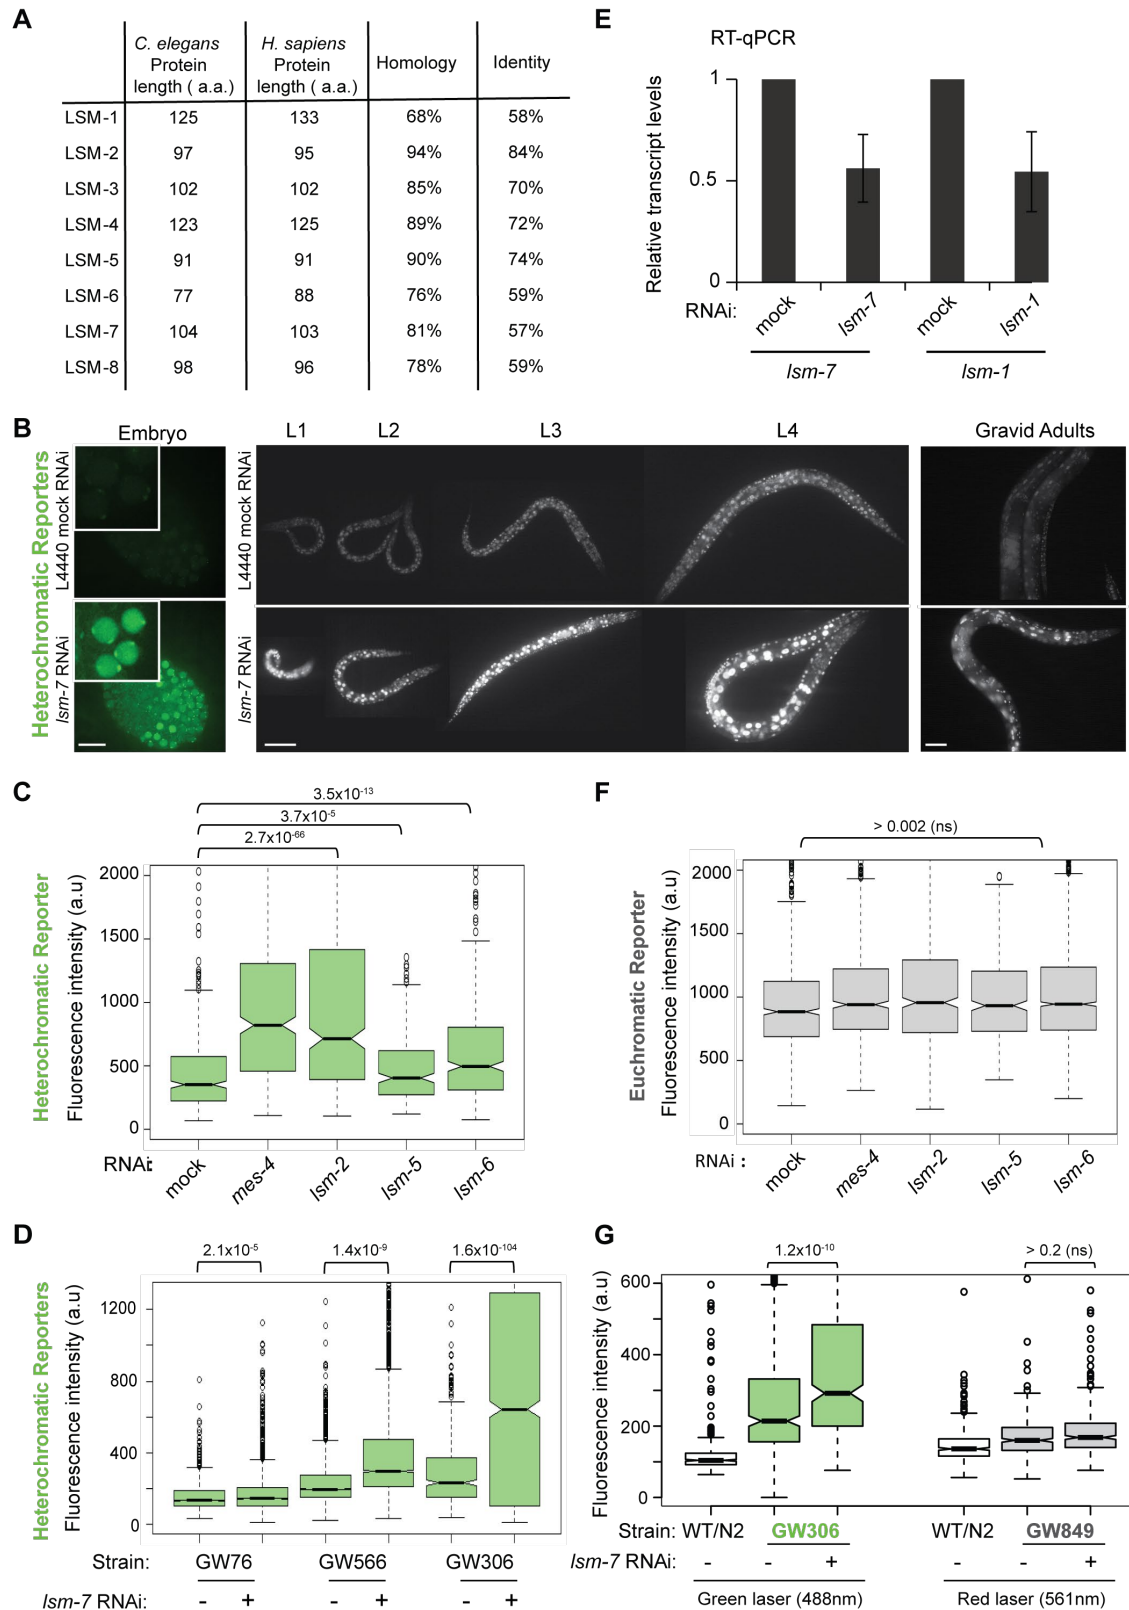 A
C. elegans Protein length ( a.a.)
H. sapiens Protein length ( a.a.)
Homology
Identity
LSM-1 125 133 68% 58%
LSM-2 97 95 94% 84%
LSM-3 102 102 85% 70%
LSM-4 123 125 89% 72%
LSM-5 91 91 90% 74%
LSM-6 77 88 76% 59%
LSM-7 104 103 81% 57%
LSM-8 98 96 78% 59%
E
RT-qPCR
Relative transcript levels
1
0.5
0
RNAi:
mock lsm-7 mock lsm-1
lsm-7 lsm-1
B
Heterochromatic Reporters
Embryo L1 L2 L3 L4 Gravid Adults
L4440 mock RNAi
lsm-7 RNAi
L4440 mock RNAi
lsm-7 RNAi
C
3.5x10-13
3.7x10-5
2.7x10-66
Heterochromatic Reporter
Fluorescence intensity (a.u)
2000
1500
1000
500
0
RNAi:
mock mes-4 lsm-2 lsm-5 lsm-6
F
> 0.002 (ns)
Euchromatic Reporter
Fluorescence intensity (a.u)
2000
1500
1000
500
0
RNAi :
mock mes-4 lsm-2 lsm-5 lsm-6
D
2.1x10-5 1.4x10-9 1.6x10-104
Heterochromatic Reporters
Fluorescence intensity (a.u)
1200
800
400
0
Strain: GW76 GW566 GW306
lsm-7 RNAi: - + - + - +
G
1.2x10-10 > 0.2 (ns)
Fluorescence intensity (a.u)
600
400
200
0
Strain: WT/N2 GW306 WT/N2 GW849
lsm-7 RNAi: - - + - - +
Green laser (488nm) Red laser (561nm)